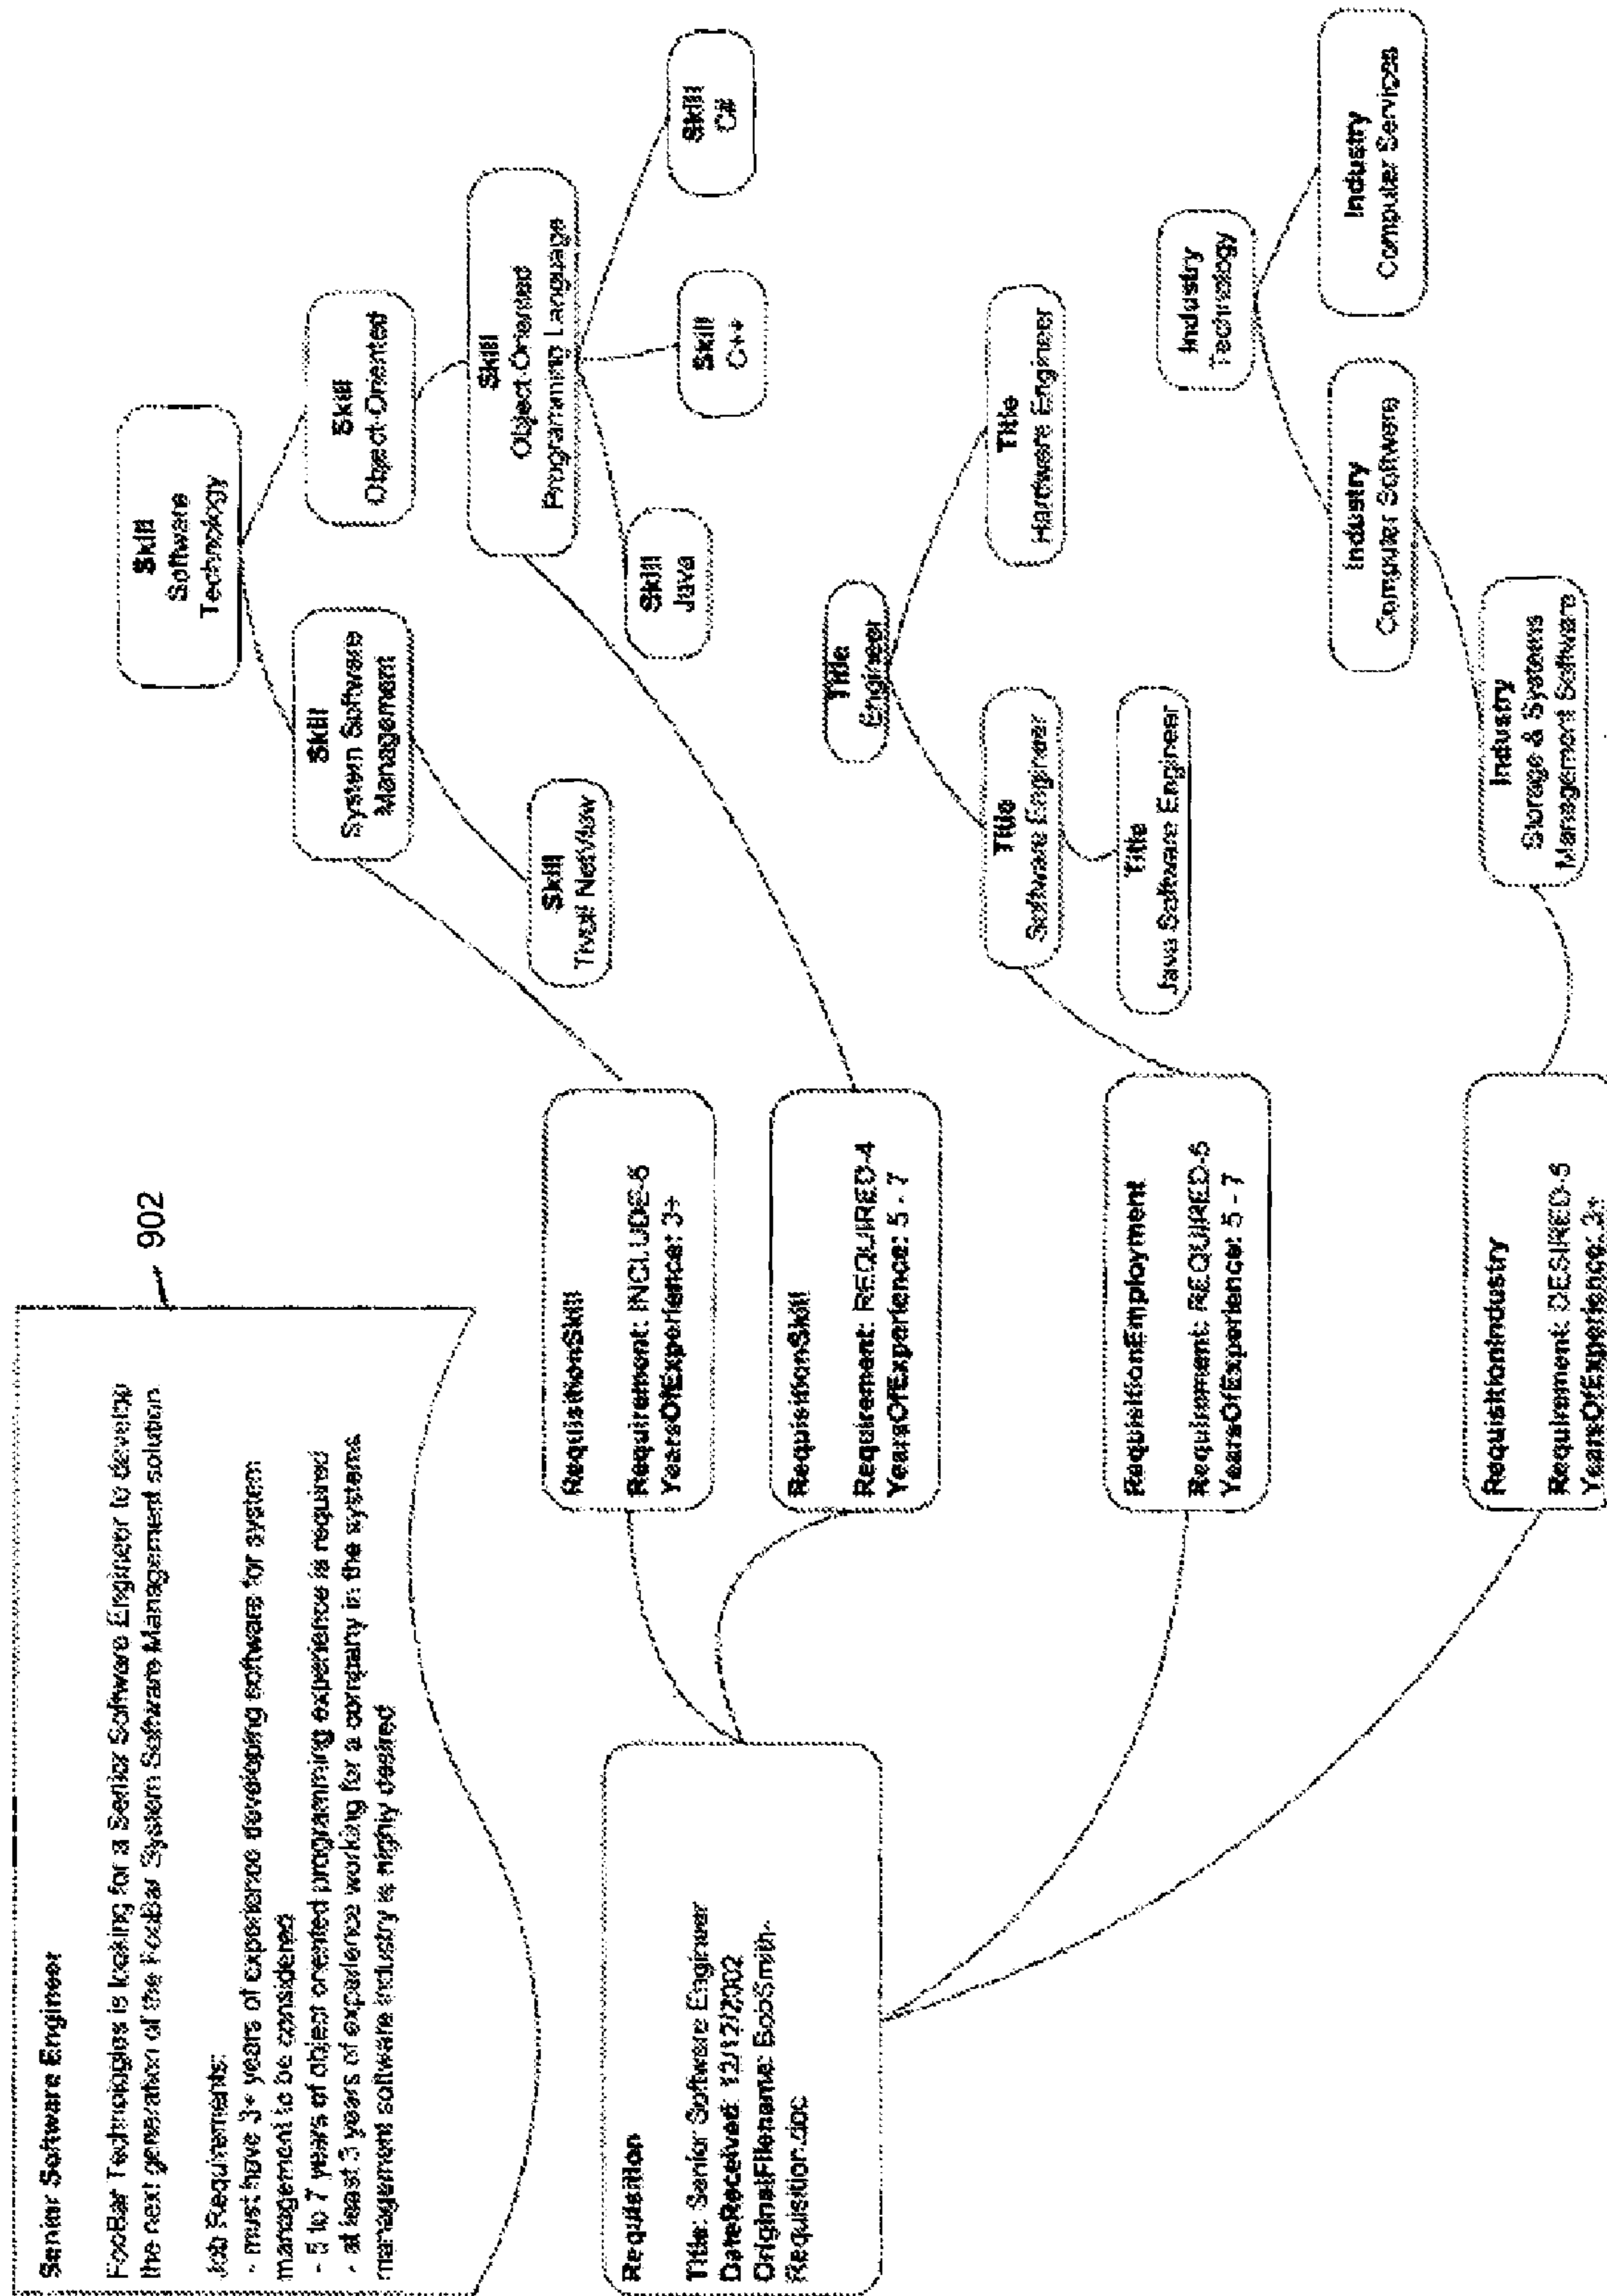 Senior Software Engineer
FooBar Technologies is looking for a Senior Software Engineer to develop
the next generation of the FooBar System Software Management solution
Job Requirements:
- must have 3+ years of experience developing software for system
management to be considered
- 5 to 7 years of object oriented programming experience is required
- at least 3 years of experience working for a company in the systems
management software industry is highly desired
902
Requisition
Title: Senior Software Engineer
DateReceived: 12/12/2002
OriginalFilename: BobSmith-
Requisition.doc
RequisitionSkill
Requirement:
YearsOfExperience: 3+
RequisitionSkill
Requirement: REQUIRED-4
YearsOfExperience: 5 - 7
RequisitionEmployment
Requirement:
YearsOfExperience: 5 - 7
RequisitionIndustry
Requirement:
YearsOfExperience: 3+
Skill
Software
Technology
Skill
System Software
Management
Skill
Object-Oriented
Skill
Tivoli NetView
Skill
Object-Oriented
Programming Language
Skill
Java
Skill
C++
Skill
C#
Title
Engineer
Title
Software Engineer
Title
Hardware Engineer
Title
Java Software Engineer
Industry
Technology
Industry
Computer Software
Industry
Computer Services
Industry
Storage & Systems
Management Software